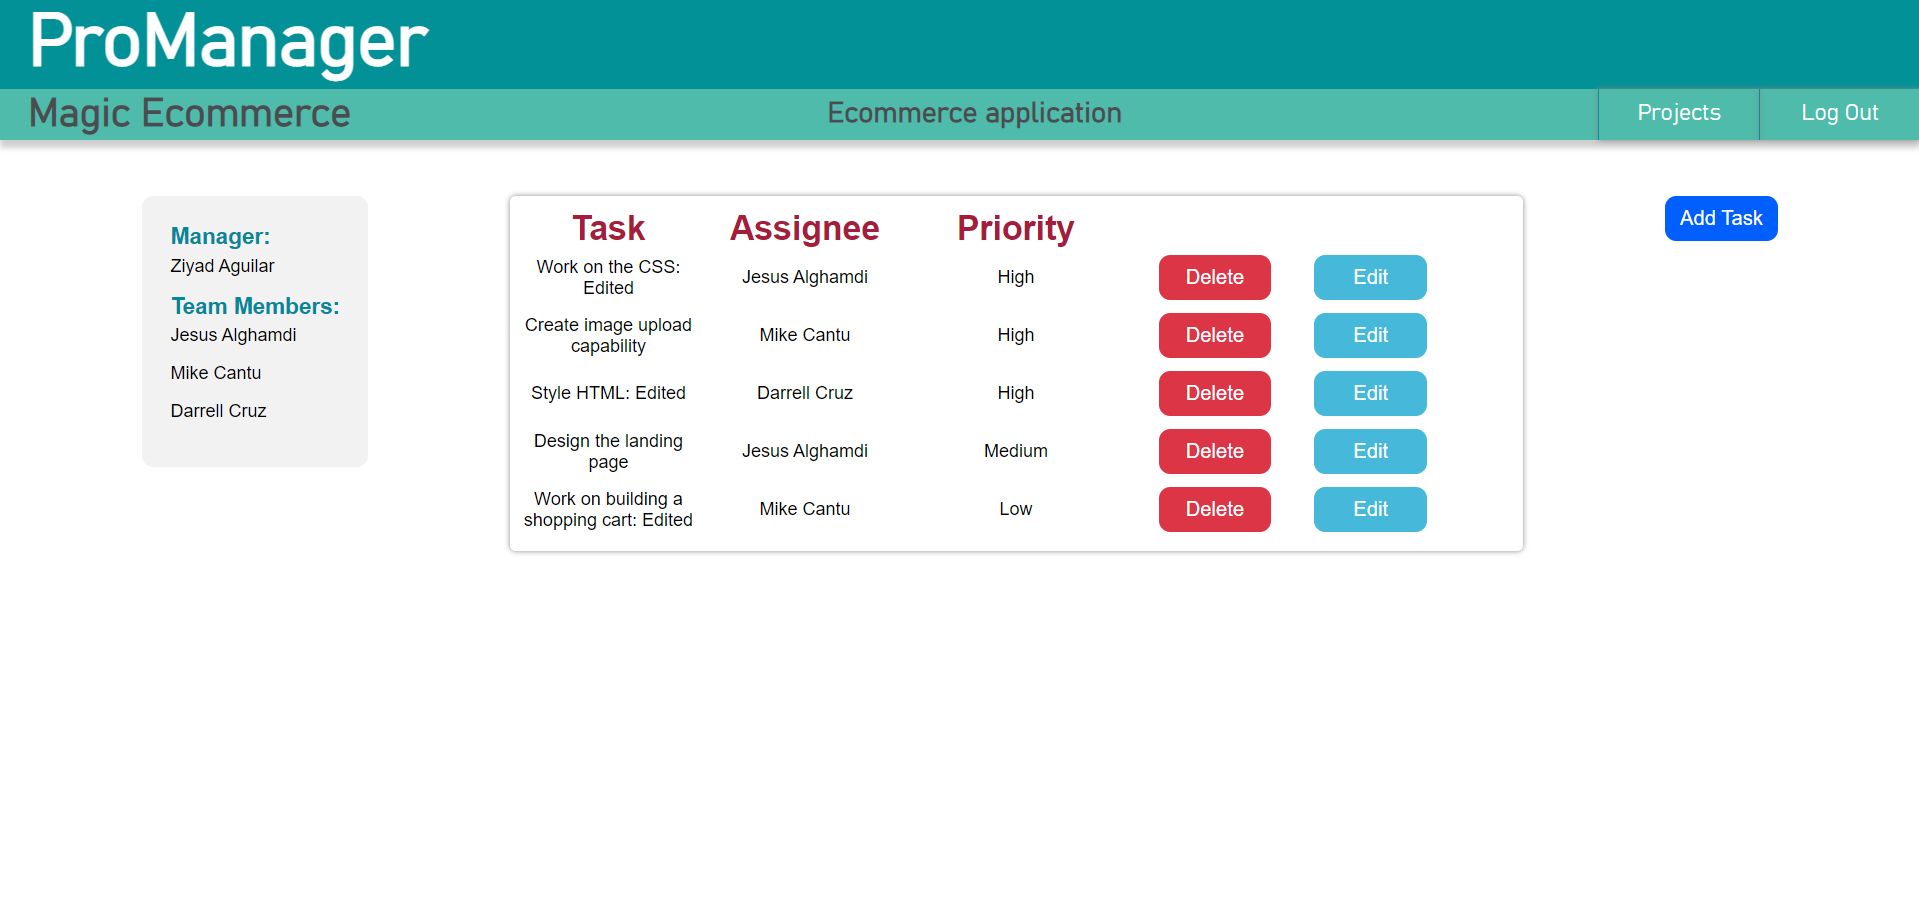 ProManager
Magic Ecommerce
Ecommerce application
Projects
Log Out
Manager:
Ziyad Aguilar
Team Members:
Jesus Alghamdi
Mike Cantu
Darrell Cruz
Task Assignee Priority
Work on the CSS:
Edited
Jesus Alghamdi High Delete Edit
Create image upload
capability
Mike Cantu High Delete Edit
Style HTML: Edited Darrell Cruz High Delete Edit
Design the landing
page
Jesus Alghamdi Medium Delete Edit
Work on building a
shopping cart: Edited
Mike Cantu Low Delete Edit
Add Task